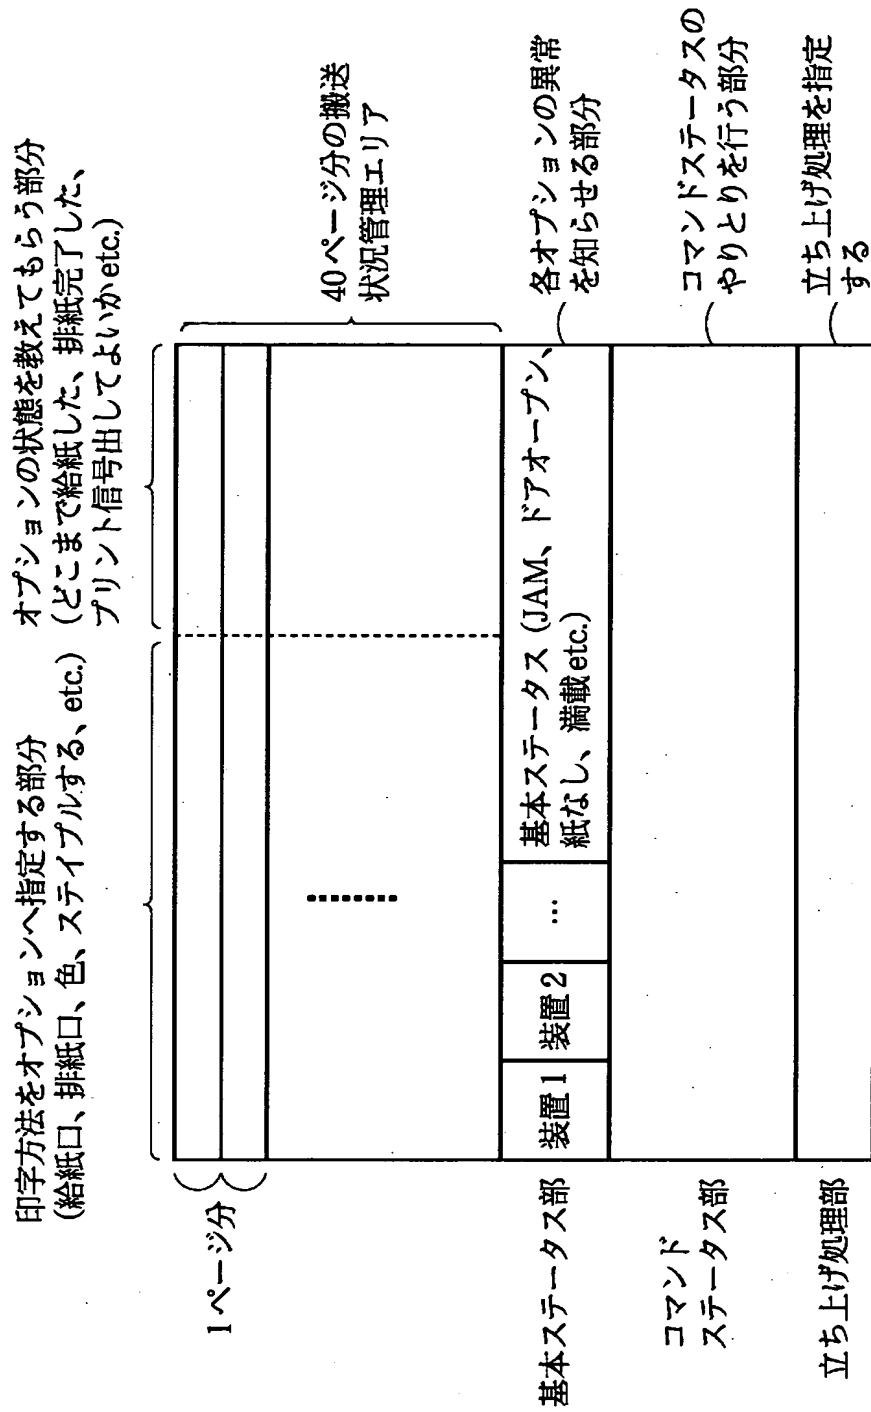 印字方法をオプションへ指定する部分
(給紙口、排紙口、色、ステイプルする、etc.)
オプションの状態を教えてもらう部分
(どこまで給紙した、排紙完了した、
プリント信号出してよいかetc.)
1ページ分
40ページ分の搬送
状況管理エリア
基本ステータス部
装置1
装置2
…
基本ステータス(JAM、ドアオープン、
紙なし、満載etc.)
各オプションの異常
を知らせる部分
コマンド
ステータス部
コマンドステータスの
やりとりを行う部分
立ち上げ処理部
立ち上げ処理を指定
する